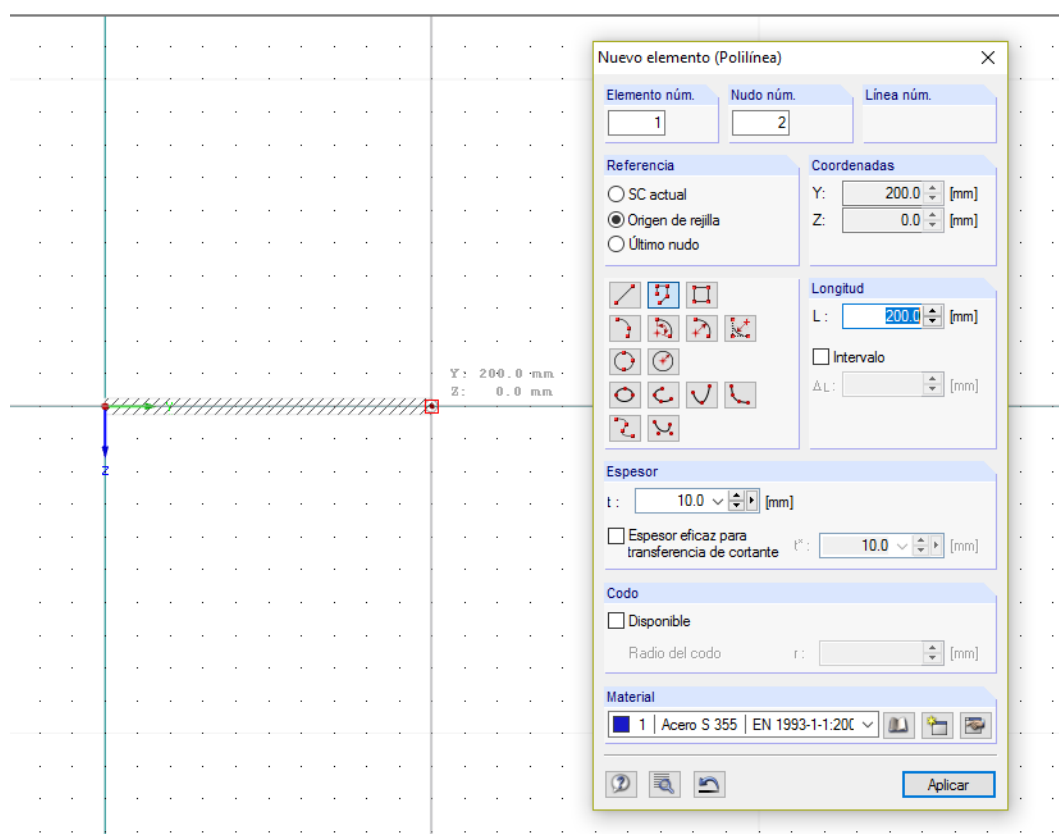 Nuevo elemento (Polilínea)
Elemento núm. Nudo núm. Línea núm.
1 2
Referencia Coordenadas
SC actual Y: 200.0 [mm]
Origen de rejilla Z: 0.0 [mm]
Último nudo
Longitud
L : 200.0 [mm]
Intervalo
ΔL: [mm]
Y: 200.0 mm
Z: 0.0 mm
y
z
Espesor
t : 10.0 [mm]
Espesor eficaz para
transferencia de cortante t*: 10.0 [mm]
Codo
Disponible
Radio del codo r : [mm]
Material
1 | Acero S 355 | EN 1993-1-1:200
Aplicar